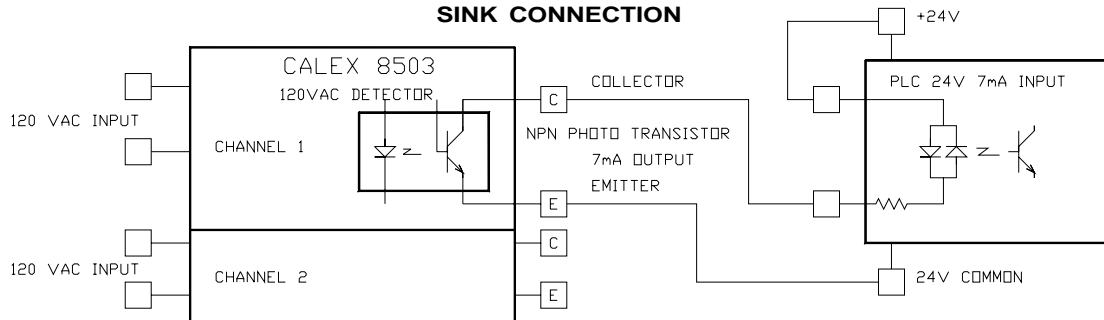 SINK CONNECTION
+24V
CALEX 8503
120VAC DETECTOR
COLLECTOR
PLC 24V 7mA INPUT
C
120 VAC INPUT
CHANNEL 1
NPN PHOTO TRANSISTOR
7mA OUTPUT
EMITTER
E
C
120 VAC INPUT
CHANNEL 2
24V COMMON
E